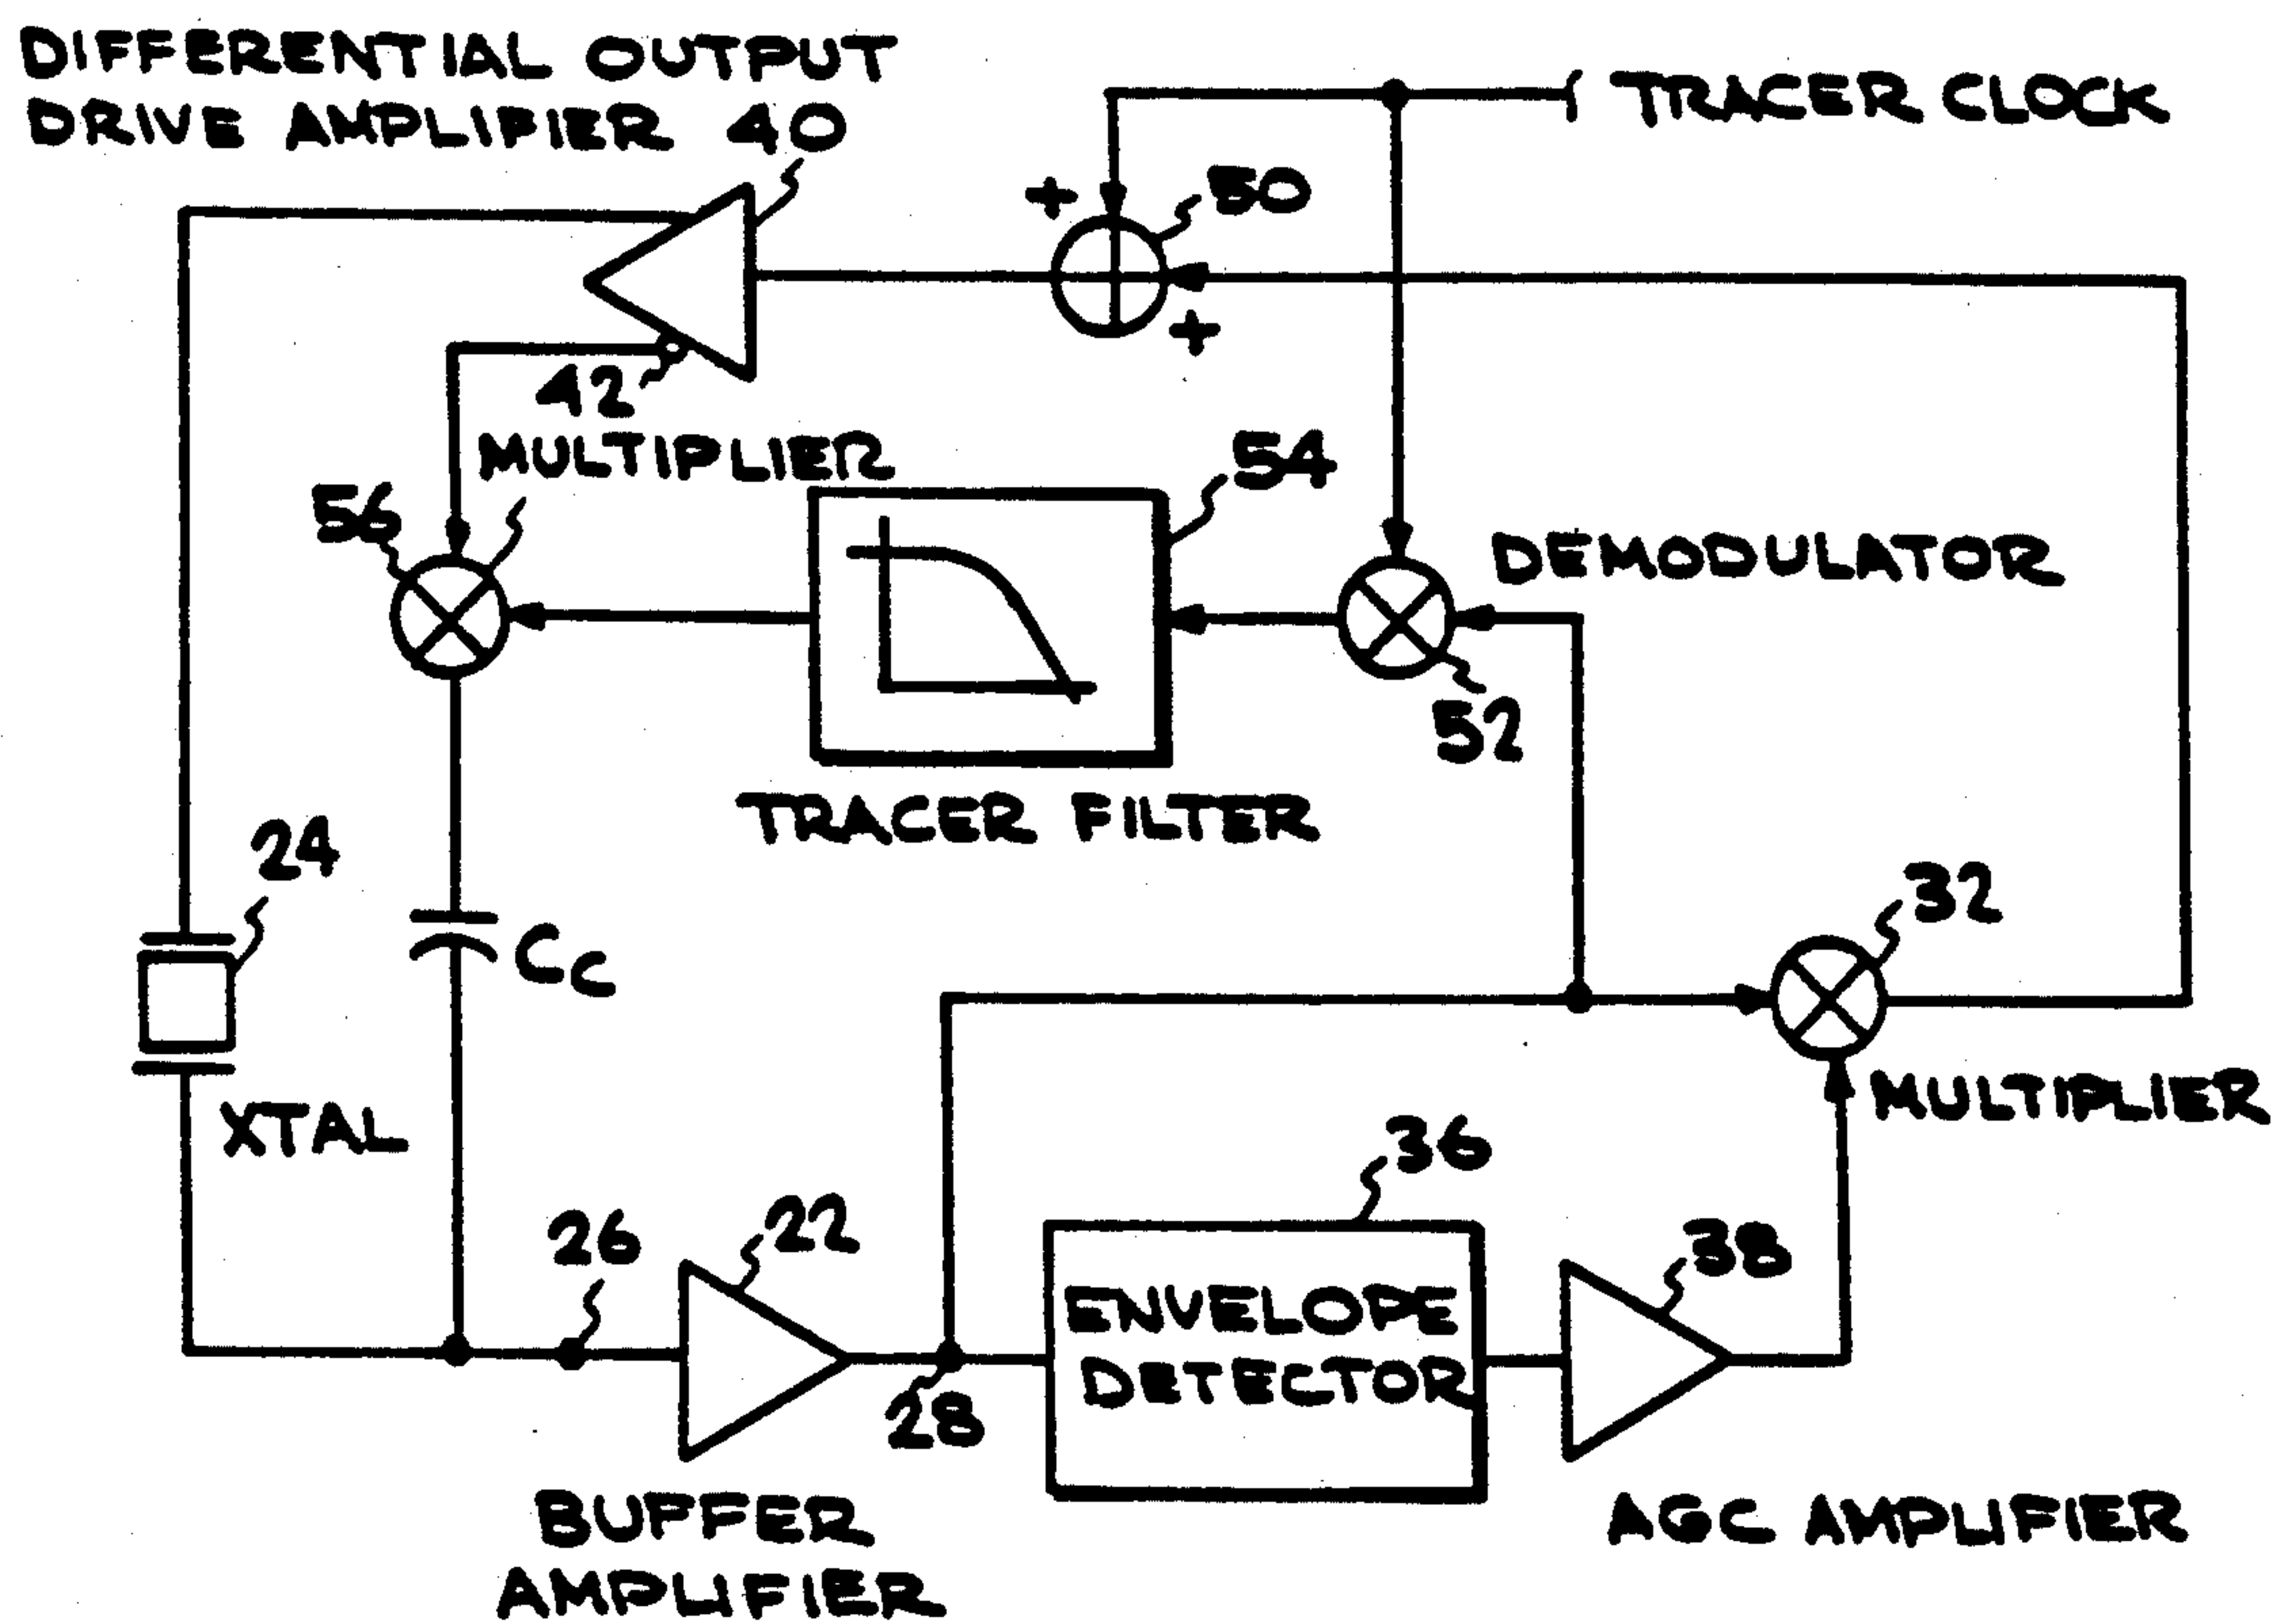 DIFFERENTIAL OUTPUT
DRIVE AMPLIFIER 40
TRACER CLOCK
+
50
+
42
MULTIPLIER
56
54
DEMODULATOR
52
TRACER FILTER
24
CC
32
XTAL
MULTIPLIER
36
26
22
38
ENVELOPE
DETECTOR
28
BUFFER
AMPLIFIER
AGC AMPLIFIER